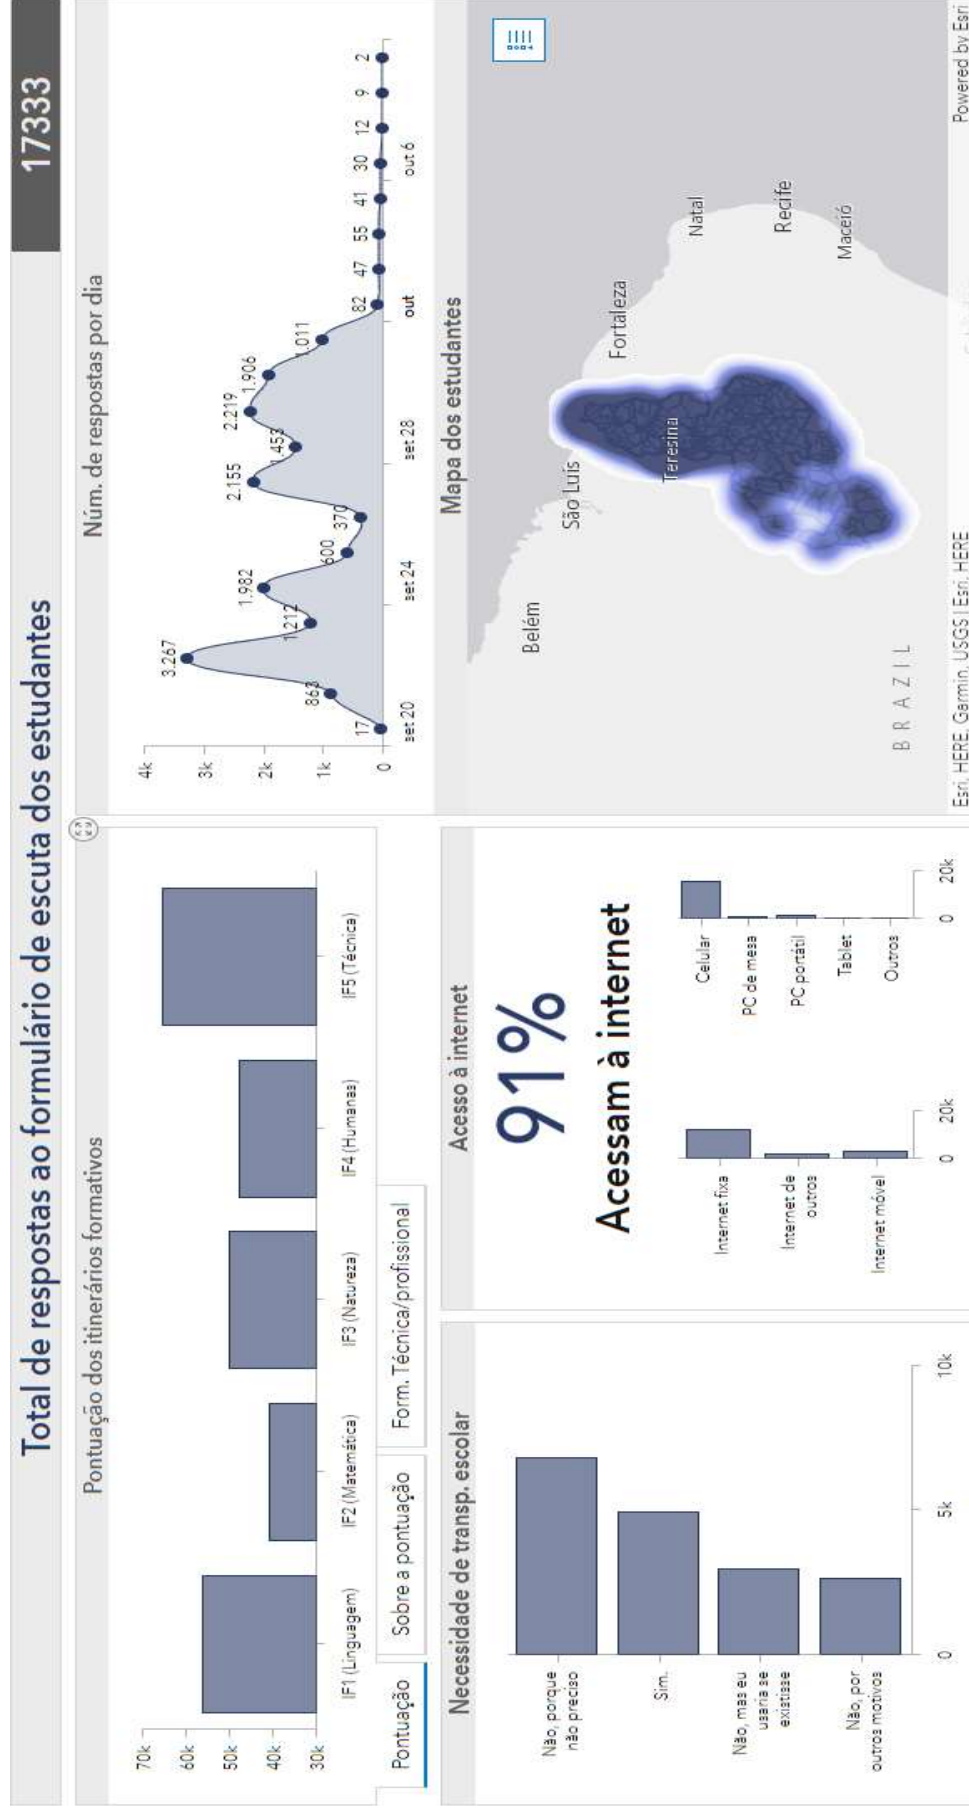 Total de respostas ao formulário de escuta dos estudantes
17333
Pontuação dos itinerários formativos
70k
60k
50k
40k
30k
IF1 (Linguagem)
IF2 (Matemática)
IF3 (Natureza)
IF4 (Humanas)
IF5 (Técnica)
Pontuação
Sobre a pontuação
Form. Técnica/profissional
Núm. de respostas por dia
4k
3k
2k
1k
0
17
863
3.267
1.212
1.982
600
370
2.155
1.453
2.219
1.906
1.011
82
47
55
41
30
12
9
2
set 20
set 24
set 28
out
out 6
Necessidade de transp. escolar
Não, porque
não preciso
Sim.
Não, mas eu
usaria se
existisse
Não, por
outros motivos
0
5k
10k
Acesso à internet
91%
Acessam à internet
Internet fixa
Internet de
outros
Internet móvel
0
20k
Celular
PC de mesa
PC portátil
Tablet
Outros
0
20k
Mapa dos estudantes
Belém
São Luís
Fortaleza
Teresina
Natal
Recife
Maceió
BRAZIL
Esri, HERE, Garmin, USGS | Esri, HERE
Powered by Esri